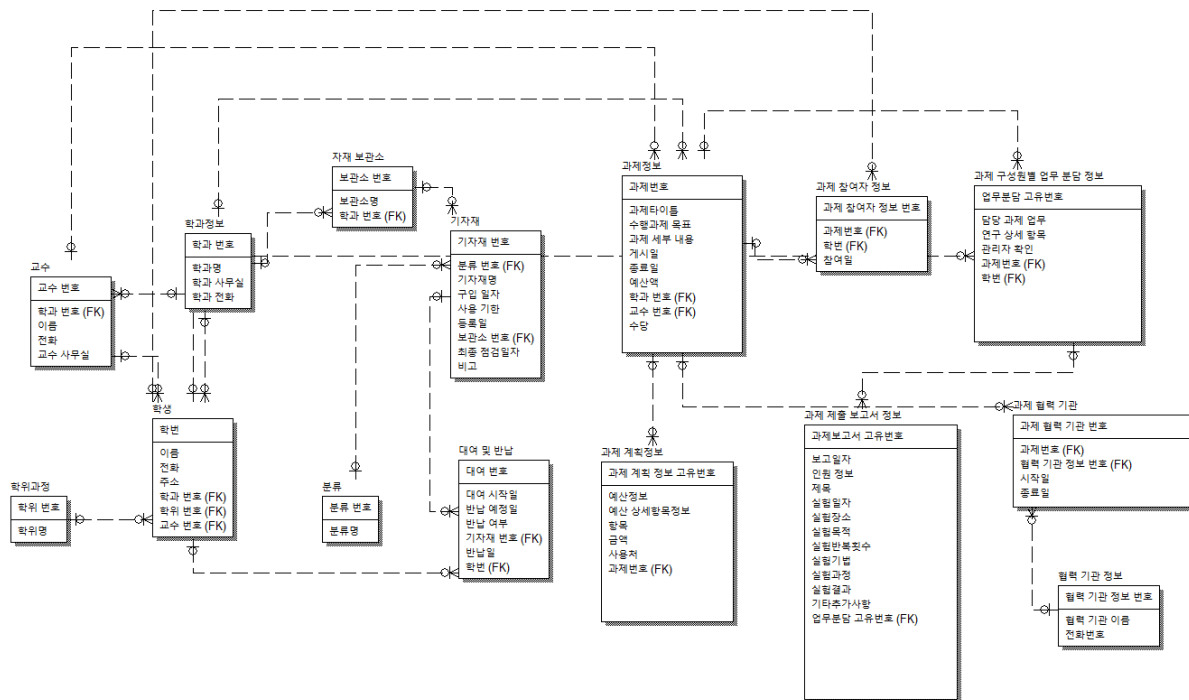 자재 보관소
보관소 번호
보관소명
학과 번호 (FK)
과제정보
과제번호
과제타이틀
수행과제 목표
과제 세부 내용
게시일
종료일
예산액
학과 번호 (FK)
교수 번호 (FK)
수당
과제 참여자 정보
과제 참여자 정보 번호
과제번호 (FK)
학번 (FK)
참여일
과제 구성원별 업무 분담 정보
업무분담 고유번호
담당 과제 업무
연구 상세 항목
관리자 확인
과제번호 (FK)
학번 (FK)
학과정보
학과 번호
학과명
학과 사무실
학과 전화
기자재
기자재 번호
분류 번호 (FK)
기자재명
구입 일자
사용 기한
등록일
보관소 번호 (FK)
최종 점검일자
비고
교수
교수 번호
학과 번호 (FK)
이름
전화
교수 사무실
학생
학번
이름
전화
주소
학과 번호 (FK)
학위 번호 (FK)
교수 번호 (FK)
학위과정
학위 번호
학위명
분류
분류 번호
분류명
대여 및 반납
대여 번호
대여 시작일
반납 예정일
반납 여부
기자재 번호 (FK)
반납일
학번 (FK)
과제 계획정보
과제 계획 정보 고유번호
예산정보
예산 상세항목정보
항목
금액
사용처
과제번호 (FK)
과제 제출 보고서 정보
과제보고서 고유번호
보고일자
인원 정보
제목
실험일자
실험장소
실험목적
실험반복횟수
실험기법
실험과정
실험결과
기타추가사항
업무분담 고유번호 (FK)
과제 협력 기관
과제 협력 기관 번호
과제번호 (FK)
협력 기관 정보 번호 (FK)
시작일
종료일
협력 기관 정보
협력 기관 정보 번호
협력 기관 이름
전화번호